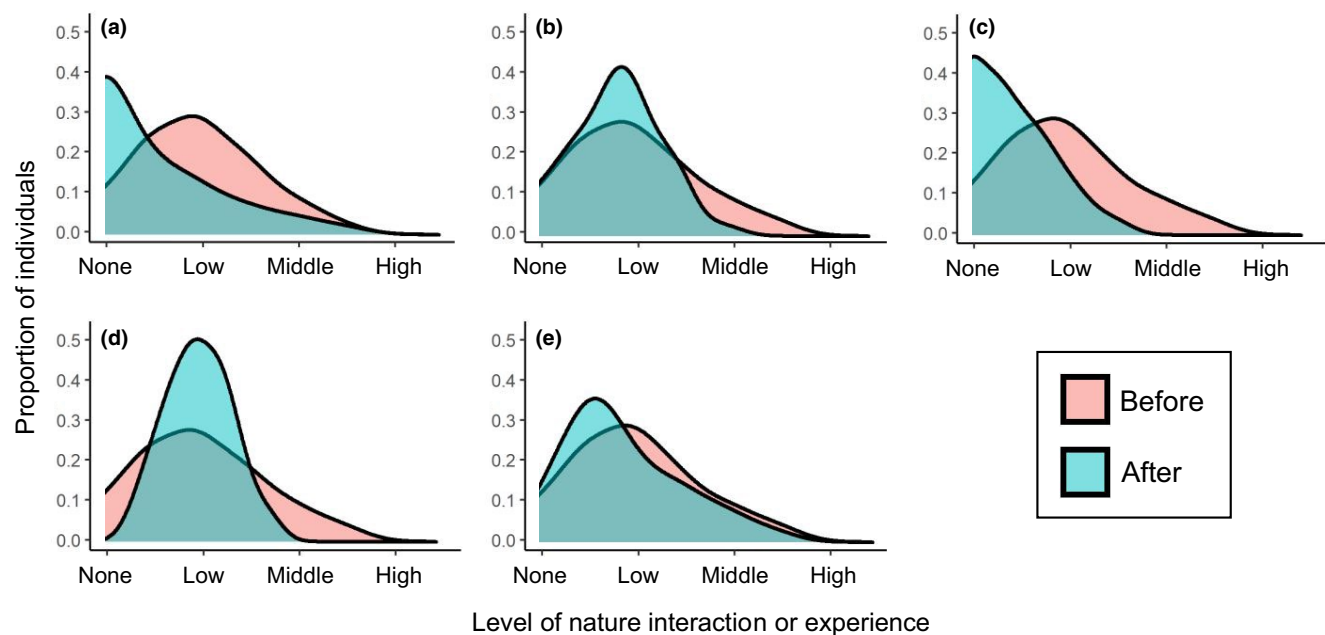 (a)
0.5
0.4
0.3
0.2
0.1
0.0
None Low Middle High
(b)
0.5
0.4
0.3
0.2
0.1
0.0
None Low Middle High
(c)
0.5
0.4
0.3
0.2
0.1
0.0
None Low Middle High
Proportion of individuals
(d)
0.5
0.4
0.3
0.2
0.1
0.0
None Low Middle High
(e)
0.5
0.4
0.3
0.2
0.1
0.0
None Low Middle High
Before
After
Level of nature interaction or experience